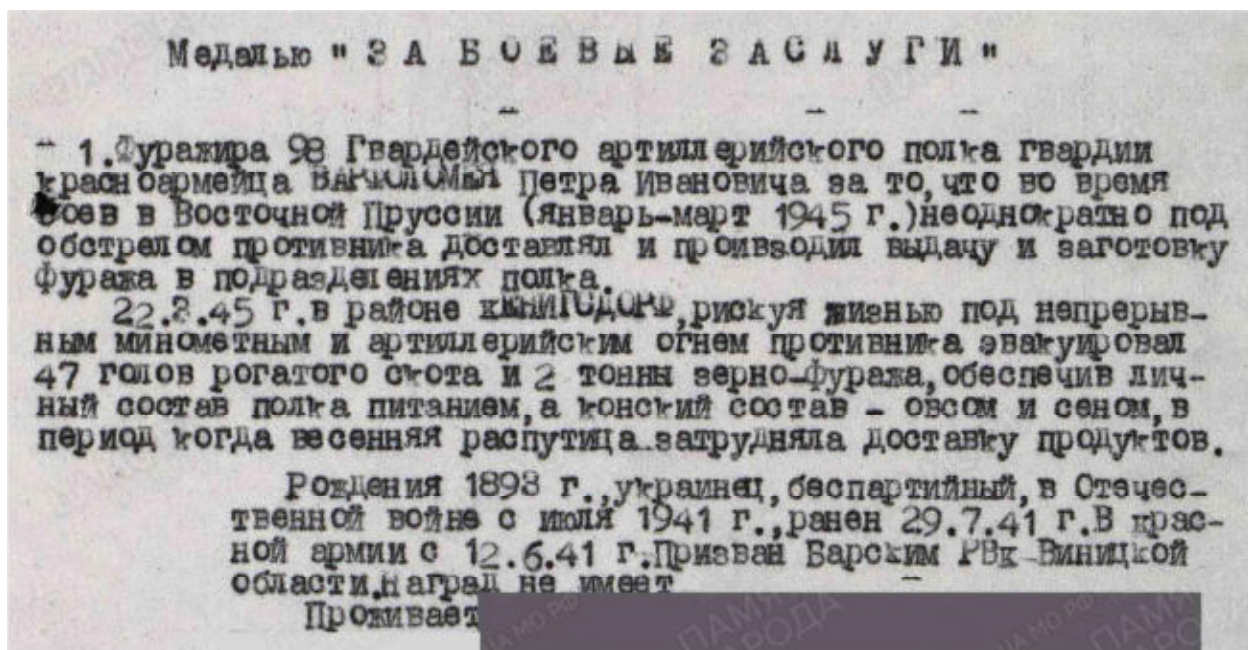 Медалью "ЗА БОЕВЫЕ ЗАСЛУГИ"
1. Фуражира 98 Гвардейского артиллерийского полка гвардии
красноармейца ВАРФОЛОМЕЯ Петра Ивановича за то, что во время
боев в Восточной Пруссии (январь-март 1945 г.) неоднократно под
обстрелом противника доставлял и проивзодил выдачу и заготовку
фуража в подразделениях полка.
22.3.45 г. в районе КЕНИГСДОРФ, рискуя жизнью под непрерыв-
ным минометным и артиллерийским огнем противника эвакуировал
47 голов рогатого скота и 2 тонны зерно-фуража, обеспечив лич-
ный состав полка питанием, а конский состав - овсом и сеном, в
период когда весенняя распутица затрудняла доставку продуктов.
Рождения 1893 г., украинец, беспартийный, в Отечес-
твенной войне с июля 1941 г., ранен 29.7.41 г. В крас-
ной армии с 12.6.41 г. Призван Барским РВк Виницкой
области. Наград не имеет
Проживает